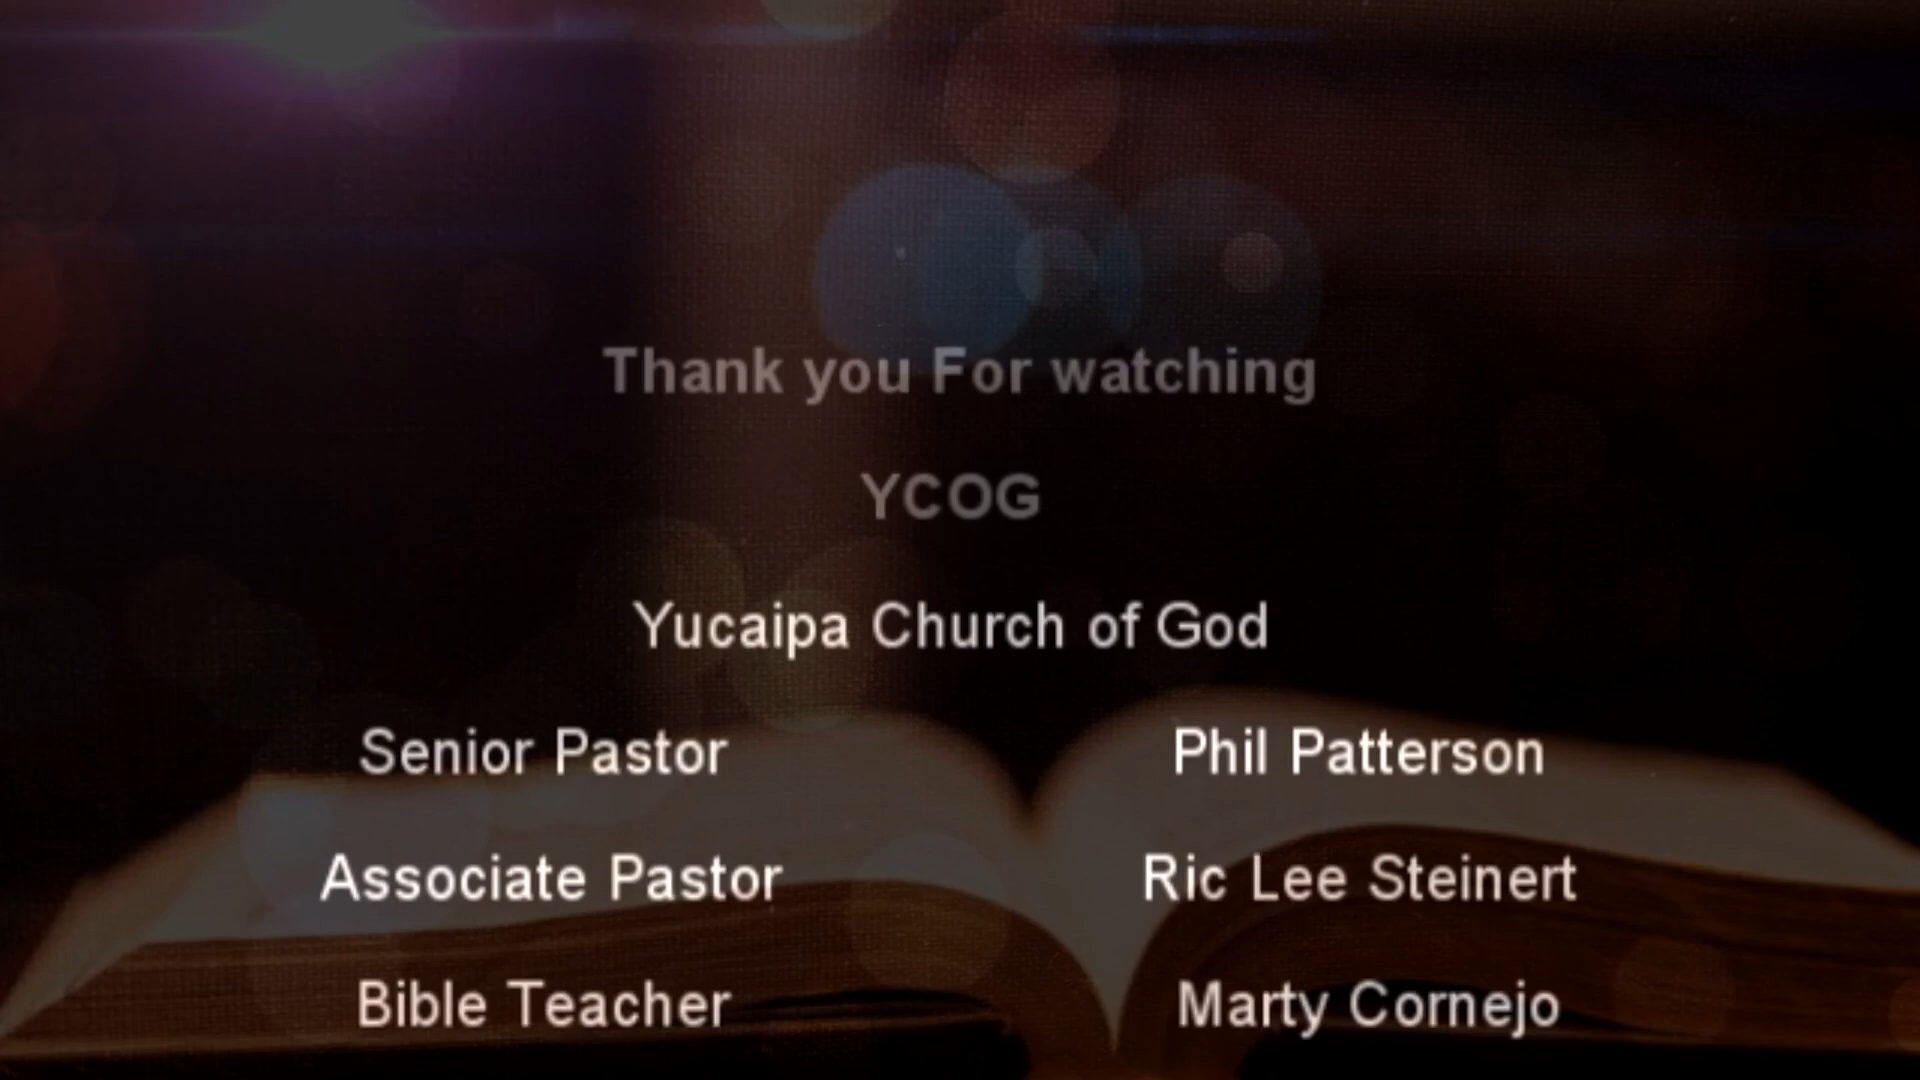 Thank you For watching
YCOG
Yucaipa Church of God
Senior Pastor Phil Patterson
Associate Pastor Ric Lee Steinert
Bible Teacher Marty Cornejo